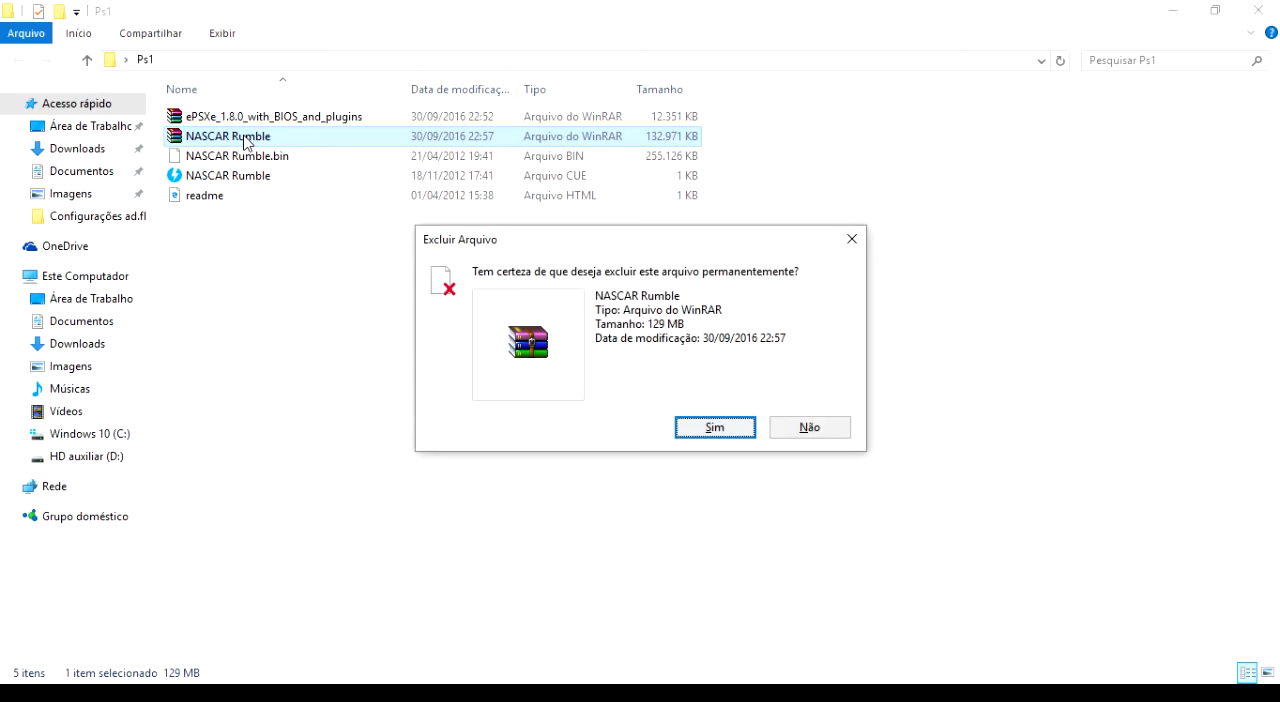 Ps1
Arquivo Início Compartilhar Exibir
Ps1 Pesquisar Ps1
Nome Data de modificaç... Tipo Tamanho
Acesso rápido
Área de Trabalhc
Downloads
Documentos
Imagens
Configurações ad.fl
OneDrive
Este Computador
Área de Trabalho
Documentos
Downloads
Imagens
Músicas
Vídeos
Windows 10 (C:)
HD auxiliar (D:)
Rede
Grupo doméstico
ePSXe_1.8.0_with_BIOS_and_plugins 30/09/2016 22:52 Arquivo do WinRAR 12.351 KB
NASCAR Rumble 30/09/2016 22:57 Arquivo do WinRAR 132.971 KB
NASCAR Rumble.bin 21/04/2012 19:41 Arquivo BIN 255.126 KB
NASCAR Rumble 18/11/2012 17:41 Arquivo CUE 1 KB
readme 01/04/2012 15:38 Arquivo HTML 1 KB
Excluir Arquivo
Tem certeza de que deseja excluir este arquivo permanentemente?
NASCAR Rumble
Tipo: Arquivo do WinRAR
Tamanho: 129 MB
Data de modificação: 30/09/2016 22:57
Sim Não
5 itens 1 item selecionado 129 MB